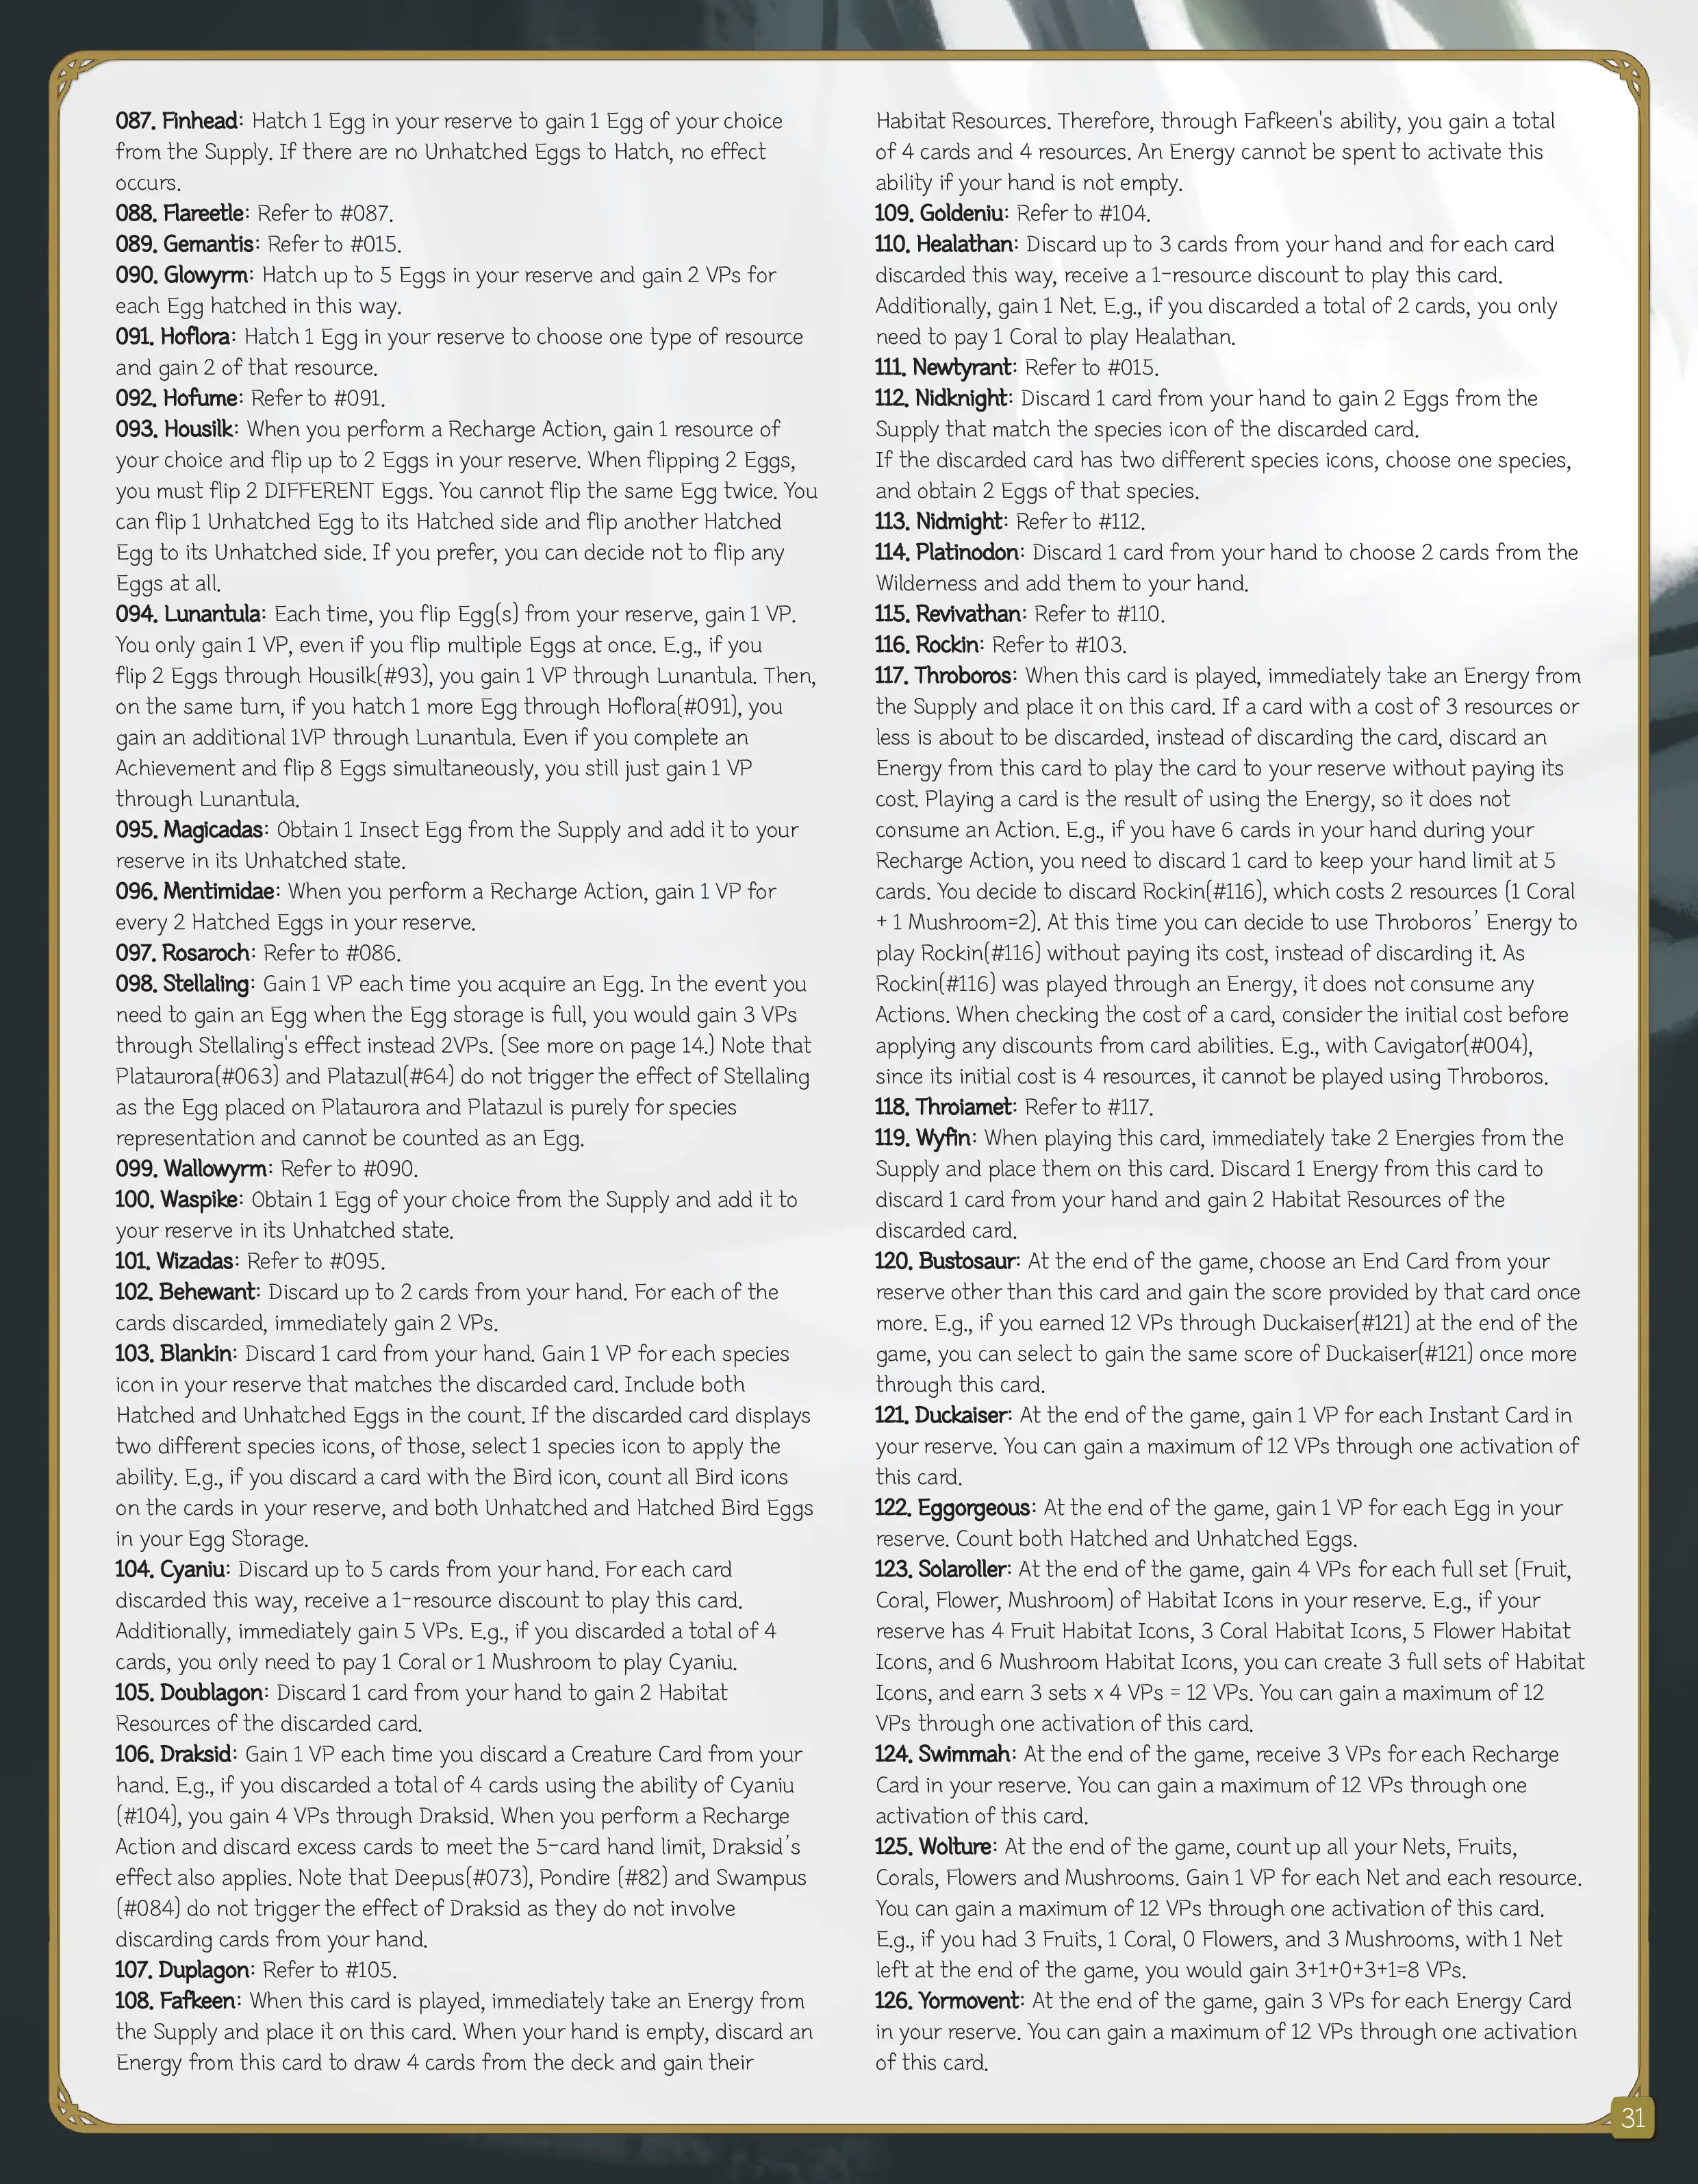 087. Finhead: Hatch 1 Egg in your reserve to gain 1 Egg of your choice
from the Supply. If there are no Unhatched Eggs to Hatch, no effect
occurs.
088. Flareetle: Refer to #087.
089. Gemantis: Refer to #015.
090. Glowyrm: Hatch up to 5 Eggs in your reserve and gain 2 VPs for
each Egg hatched in this way.
091. Hoflora: Hatch 1 Egg in your reserve to choose one type of resource
and gain 2 of that resource.
092. Hofume: Refer to #091.
093. Housilk: When you perform a Recharge Action, gain 1 resource of
your choice and flip up to 2 Eggs in your reserve. When flipping 2 Eggs,
you must flip 2 DIFFERENT Eggs. You cannot flip the same Egg twice. You
can flip 1 Unhatched Egg to its Hatched side and flip another Hatched
Egg to its Unhatched side. If you prefer, you can decide not to flip any
Eggs at all.
094. Lunantula: Each time, you flip Egg(s) from your reserve, gain 1 VP.
You only gain 1 VP, even if you flip multiple Eggs at once. E.g., if you
flip 2 Eggs through Housilk(#93), you gain 1 VP through Lunantula. Then,
on the same turn, if you hatch 1 more Egg through Hoflora(#091), you
gain an additional 1VP through Lunantula. Even if you complete an
Achievement and flip 8 Eggs simultaneously, you still just gain 1 VP
through Lunantula.
095. Magicadas: Obtain 1 Insect Egg from the Supply and add it to your
reserve in its Unhatched state.
096. Mentimidae: When you perform a Recharge Action, gain 1 VP for
every 2 Hatched Eggs in your reserve.
097. Rosaroch: Refer to #086.
098. Stellaling: Gain 1 VP each time you acquire an Egg. In the event you
need to gain an Egg when the Egg storage is full, you would gain 3 VPs
through Stellaling's effect instead 2VPs. (See more on page 14.) Note that
Plataurora(#063) and Platazul(#64) do not trigger the effect of Stellaling
as the Egg placed on Plataurora and Platazul is purely for species
representation and cannot be counted as an Egg.
099. Wallowyrm: Refer to #090.
100. Waspike: Obtain 1 Egg of your choice from the Supply and add it to
your reserve in its Unhatched state.
101. Wizadas: Refer to #095.
102. Behewant: Discard up to 2 cards from your hand. For each of the
cards discarded, immediately gain 2 VPs.
103. Blankin: Discard 1 card from your hand. Gain 1 VP for each species
icon in your reserve that matches the discarded card. Include both
Hatched and Unhatched Eggs in the count. If the discarded card displays
two different species icons, of those, select 1 species icon to apply the
ability. E.g., if you discard a card with the Bird icon, count all Bird icons
on the cards in your reserve, and both Unhatched and Hatched Bird Eggs
in your Egg Storage.
104. Cyaniu: Discard up to 5 cards from your hand. For each card
discarded this way, receive a 1-resource discount to play this card.
Additionally, immediately gain 5 VPs. E.g., if you discarded a total of 4
cards, you only need to pay 1 Coral or 1 Mushroom to play Cyaniu.
105. Doublagon: Discard 1 card from your hand to gain 2 Habitat
Resources of the discarded card.
106. Draksid: Gain 1 VP each time you discard a Creature Card from your
hand. E.g., if you discarded a total of 4 cards using the ability of Cyaniu
(#104), you gain 4 VPs through Draksid. When you perform a Recharge
Action and discard excess cards to meet the 5-card hand limit, Draksid's
effect also applies. Note that Deepus(#073), Pondire (#82) and Swampus
(#084) do not trigger the effect of Draksid as they do not involve
discarding cards from your hand.
107. Duplagon: Refer to #105.
108. Fafkeen: When this card is played, immediately take an Energy from
the Supply and place it on this card. When your hand is empty, discard an
Energy from this card to draw 4 cards from the deck and gain their
Habitat Resources. Therefore, through Fafkeen's ability, you gain a total
of 4 cards and 4 resources. An Energy cannot be spent to activate this
ability if your hand is not empty.
109. Goldeniu: Refer to #104.
110. Healathan: Discard up to 3 cards from your hand and for each card
discarded this way, receive a 1-resource discount to play this card.
Additionally, gain 1 Net. E.g., if you discarded a total of 2 cards, you only
need to pay 1 Coral to play Healathan.
111. Newtyrant: Refer to #015.
112. Nidknight: Discard 1 card from your hand to gain 2 Eggs from the
Supply that match the species icon of the discarded card.
If the discarded card has two different species icons, choose one species,
and obtain 2 Eggs of that species.
113. Nidmight: Refer to #112.
114. Platinodon: Discard 1 card from your hand to choose 2 cards from the
Wilderness and add them to your hand.
115. Revivathan: Refer to #110.
116. Rockin: Refer to #103.
117. Throboros: When this card is played, immediately take an Energy from
the Supply and place it on this card. If a card with a cost of 3 resources or
less is about to be discarded, instead of discarding the card, discard an
Energy from this card to play the card to your reserve without paying its
cost. Playing a card is the result of using the Energy, so it does not
consume an Action. E.g., if you have 6 cards in your hand during your
Recharge Action, you need to discard 1 card to keep your hand limit at 5
cards. You decide to discard Rockin(#116), which costs 2 resources (1 Coral
+ 1 Mushroom=2). At this time you can decide to use Throboros' Energy to
play Rockin(#116) without paying its cost, instead of discarding it. As
Rockin(#116) was played through an Energy, it does not consume any
Actions. When checking the cost of a card, consider the initial cost before
applying any discounts from card abilities. E.g., with Cavigator(#004),
since its initial cost is 4 resources, it cannot be played using Throboros.
118. Throiamet: Refer to #117.
119. Wyfin: When playing this card, immediately take 2 Energies from the
Supply and place them on this card. Discard 1 Energy from this card to
discard 1 card from your hand and gain 2 Habitat Resources of the
discarded card.
120. Bustosaur: At the end of the game, choose an End Card from your
reserve other than this card and gain the score provided by that card once
more. E.g., if you earned 12 VPs through Duckaiser(#121) at the end of the
game, you can select to gain the same score of Duckaiser(#121) once more
through this card.
121. Duckaiser: At the end of the game, gain 1 VP for each Instant Card in
your reserve. You can gain a maximum of 12 VPs through one activation of
this card.
122. Eggorgeous: At the end of the game, gain 1 VP for each Egg in your
reserve. Count both Hatched and Unhatched Eggs.
123. Solaroller: At the end of the game, gain 4 VPs for each full set (Fruit,
Coral, Flower, Mushroom) of Habitat Icons in your reserve. E.g., if your
reserve has 4 Fruit Habitat Icons, 3 Coral Habitat Icons, 5 Flower Habitat
Icons, and 6 Mushroom Habitat Icons, you can create 3 full sets of Habitat
Icons, and earn 3 sets x 4 VPs = 12 VPs. You can gain a maximum of 12
VPs through one activation of this card.
124. Swimmah: At the end of the game, receive 3 VPs for each Recharge
Card in your reserve. You can gain a maximum of 12 VPs through one
activation of this card.
125. Wolture: At the end of the game, count up all your Nets, Fruits,
Corals, Flowers and Mushrooms. Gain 1 VP for each Net and each resource.
You can gain a maximum of 12 VPs through one activation of this card.
E.g., if you had 3 Fruits, 1 Coral, 0 Flowers, and 3 Mushrooms, with 1 Net
left at the end of the game, you would gain 3+1+0+3+1=8 VPs.
126. Yormovent: At the end of the game, gain 3 VPs for each Energy Card
in your reserve. You can gain a maximum of 12 VPs through one activation
of this card.
31